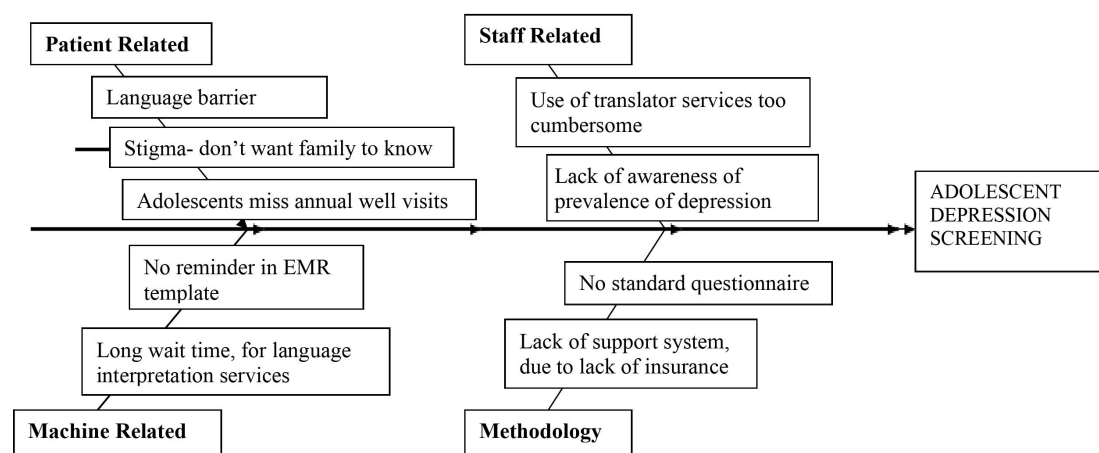 Patient Related
Language barrier
Stigma- don't want family to know
Adolescents miss annual well visits
Staff Related
Use of translator services too
cumbersome
Lack of awareness of
prevalence of depression
ADOLESCENT
DEPRESSION
SCREENING
No reminder in EMR
template
Long wait time, for language
interpretation services
Machine Related
No standard questionnaire
Lack of support system,
due to lack of insurance
Methodology